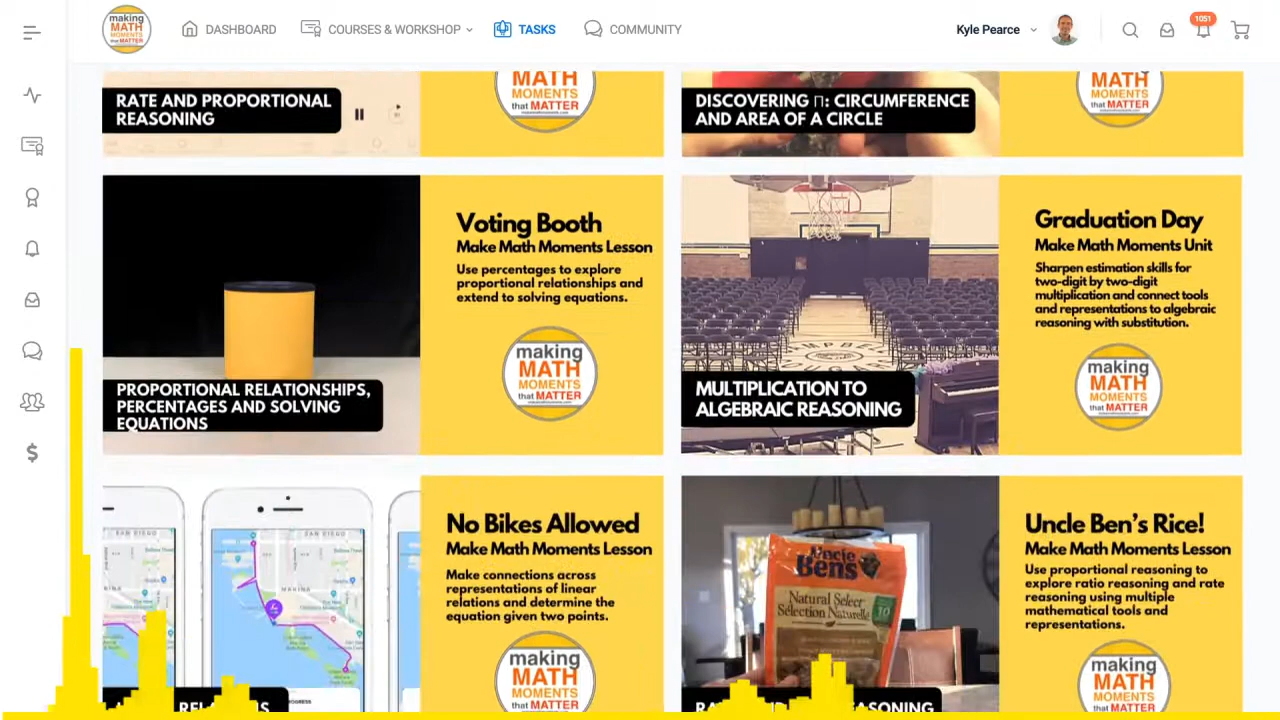 making
MATH
MOMENTS
that MATTER
DASHBOARD
COURSES & WORKSHOP
TASKS
COMMUNITY
Kyle Pearce
1051
RATE AND PROPORTIONAL
REASONING
MATH
MOMENTS
that MATTER
DISCOVERING Π: CIRCUMFERENCE
AND AREA OF A CIRCLE
MATH
MOMENTS
that MATTER
PROPORTIONAL RELATIONSHIPS,
PERCENTAGES AND SOLVING
EQUATIONS
Voting Booth
Make Math Moments Lesson
Use percentages to explore
proportional relationships and
extend to solving equations.
making
MATH
MOMENTS
that MATTER
MULTIPLICATION TO
ALGEBRAIC REASONING
Graduation Day
Make Math Moments Unit
Sharpen estimation skills for
two-digit by two-digit
multiplication and connect tools
and representations to algebraic
reasoning with substitution.
making
MATH
MOMENTS
that MATTER
SAN DIEGO
SAN DIEGO
No Bikes Allowed
Make Math Moments Lesson
Make connections across
representations of linear
relations and determine the
equation given two points.
making
MATH
MOMENTS
that MATTER
Uncle
Bens
Natural Select
Sélection Naturelle
10
Uncle Ben's Rice!
Make Math Moments Lesson
Use proportional reasoning to
explore ratio reasoning and rate
reasoning using multiple
mathematical tools and
representations.
making
MATH
MOMENTS